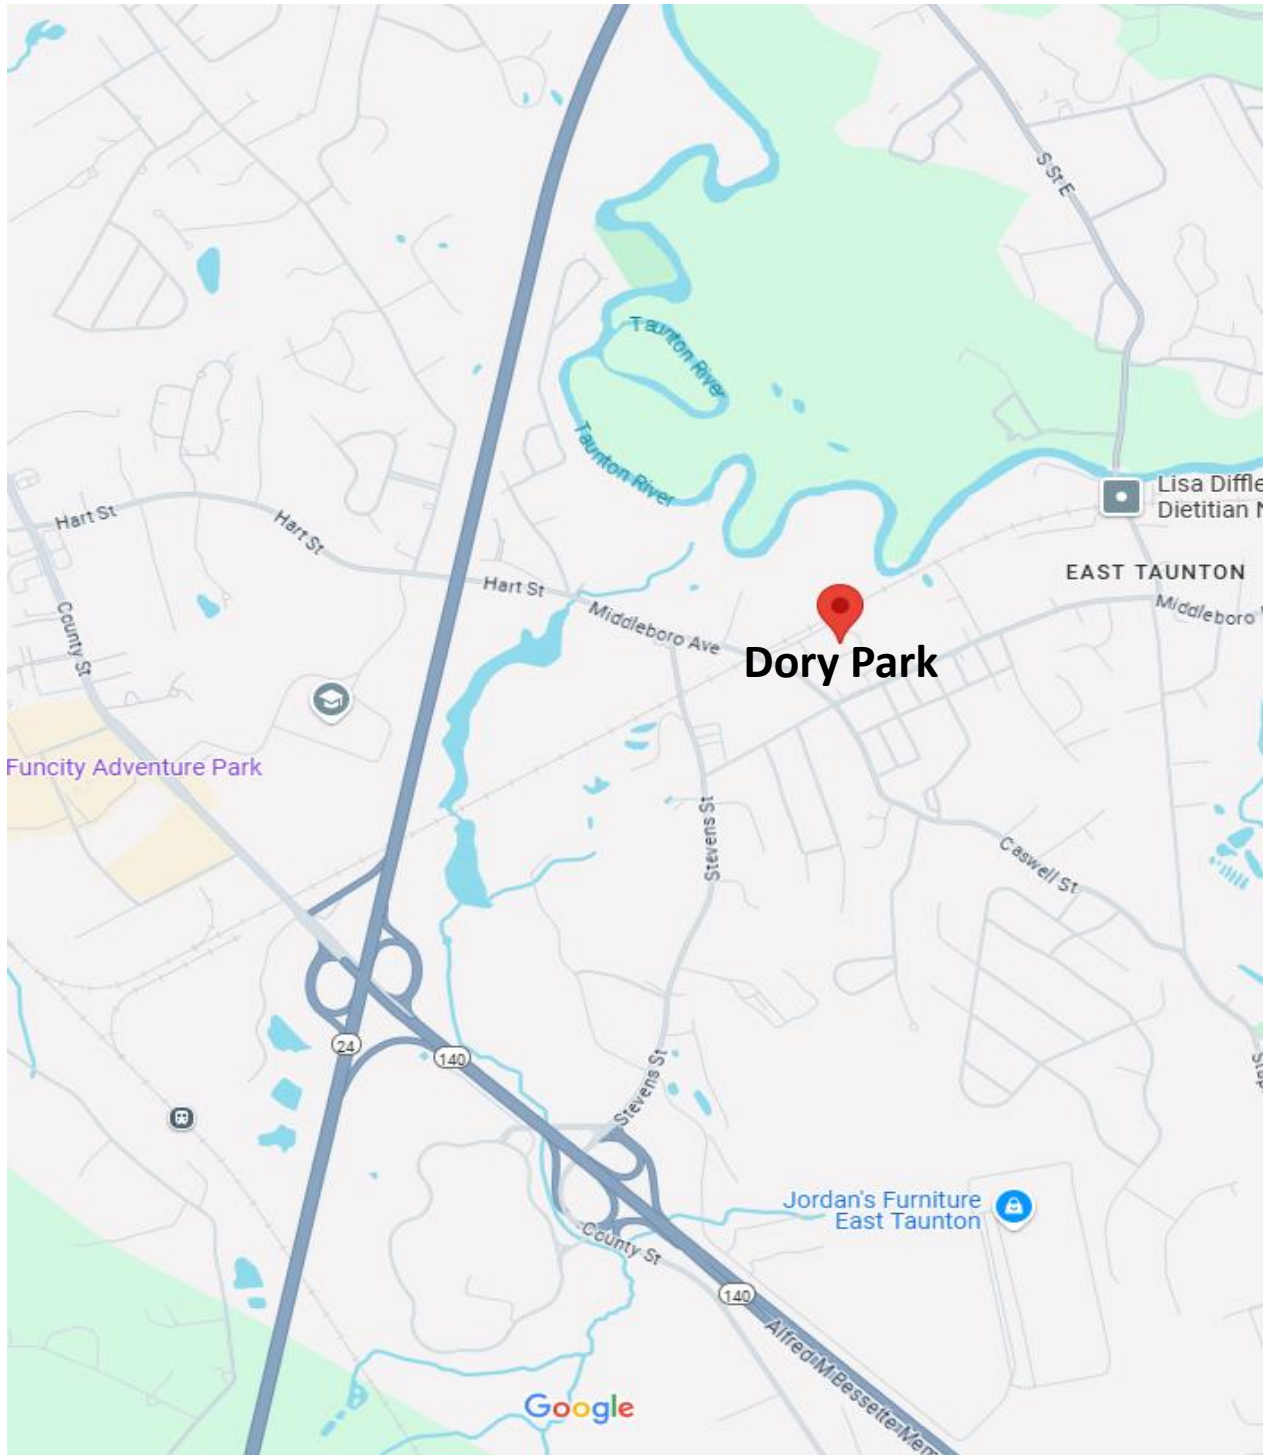 S St E
Taunton River
Taunton River
Lisa Diffle
Dietitian N
Hart St
Hart St
EAST TAUNTON
Hart St
Middleboro Ave
Middleboro
County St
Dory Park
Funcity Adventure Park
Stevens St
Caswell St
24
140
Stevens St
Jordan's Furniture
East Taunton
County St
140
Alfred M Bessette Mem
Google